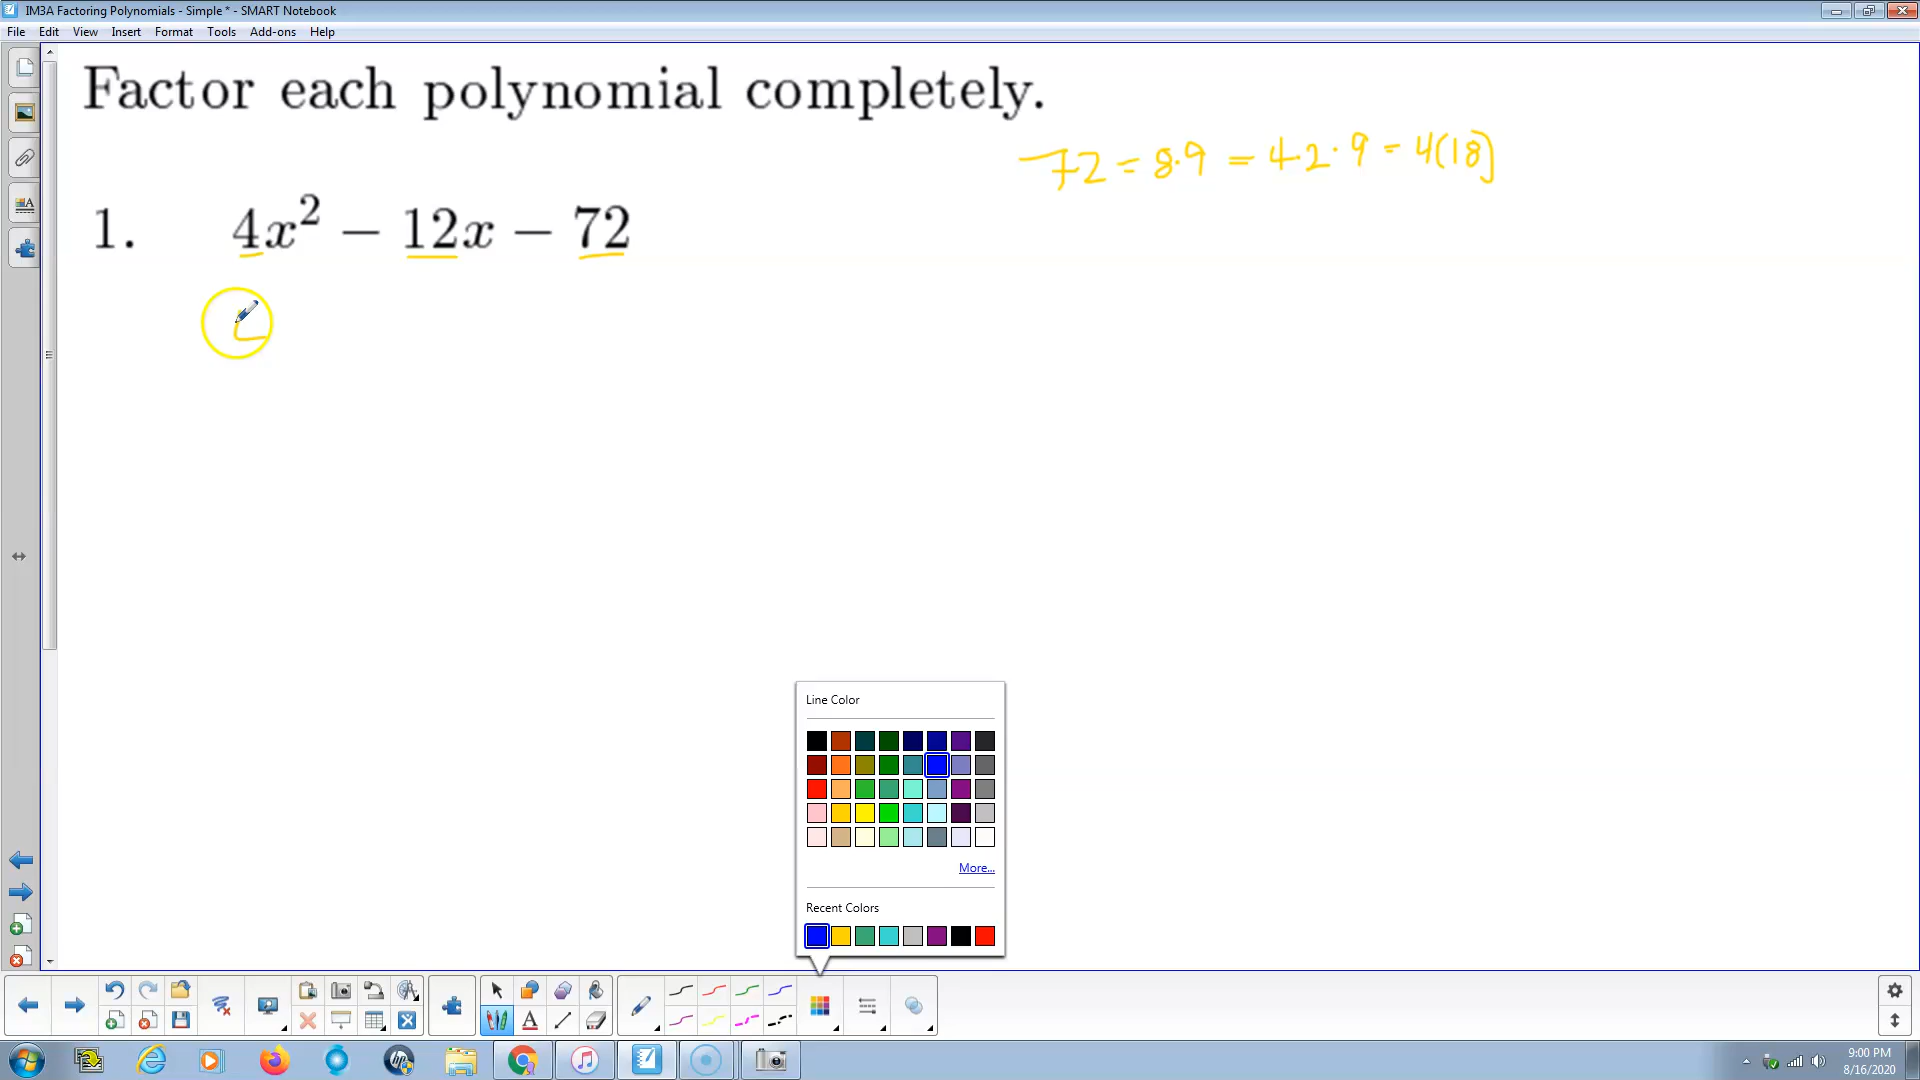 IM3A Factoring Polynomials - Simple * - SMART Notebook
File Edit View Insert Format Tools Add-ons Help
Factor each polynomial completely.
72 = 8·9 = 4·2·9 = 4(18)
1. 4x² − 12x − 72
Line Color
More...
Recent Colors
9:00 PM
8/16/2020